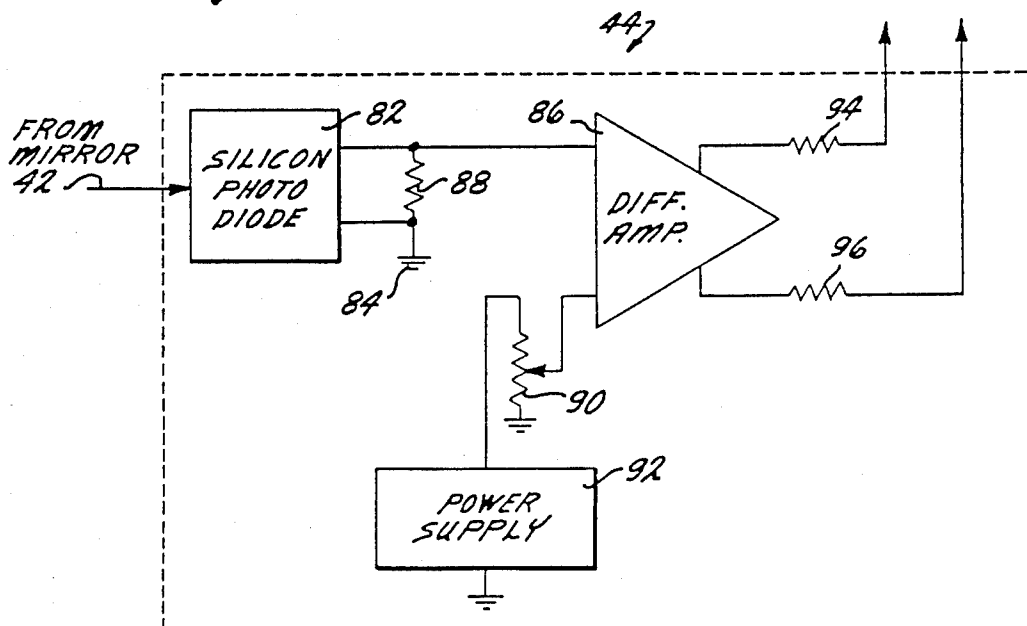 44
FROM
MIRROR
42
82
SILICON
PHOTO
DIODE
88
84
86
DIFF.
AMP.
94
96
90
92
POWER
SUPPLY